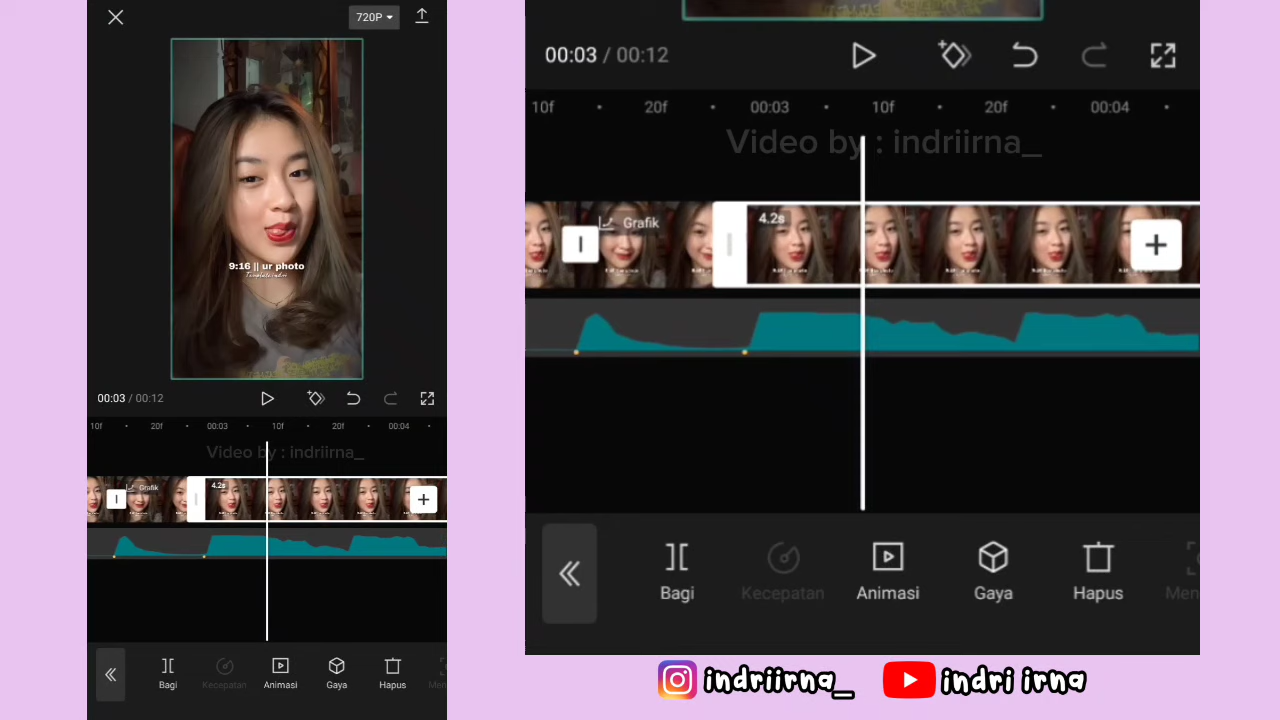 720P
9:16 || ur photo
00:03 / 00:12
10f 20f 00:03 10f 20f 00:04
Video by : indriirna_
Grafik 4.2s
Bagi Kecepatan Animasi Gaya Hapus Men
00:03 / 00:12
10f 20f 00:03 10f 20f 00:04
Video by : indriirna_
Grafik 4.2s
Bagi Kecepatan Animasi Gaya Hapus Men
indriirna_ indri irna